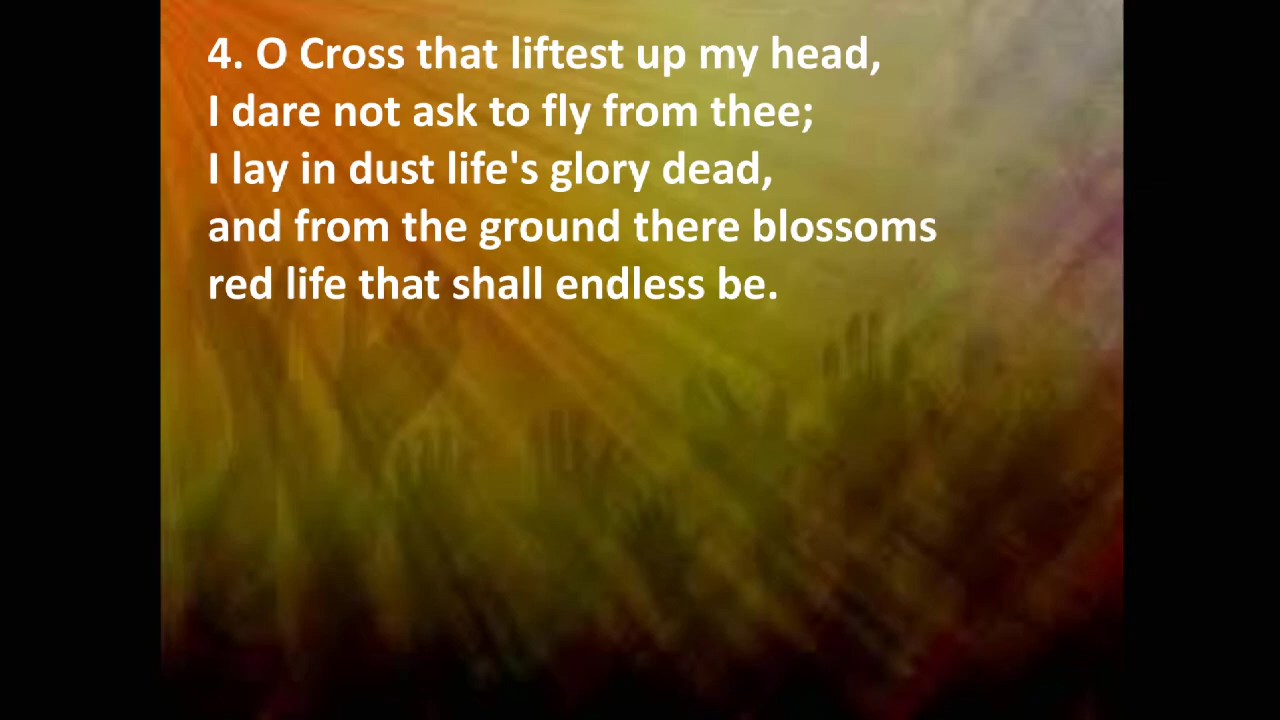 4. O Cross that liftest up my head,
I dare not ask to fly from thee;
I lay in dust life's glory dead,
and from the ground there blossoms
red life that shall endless be.